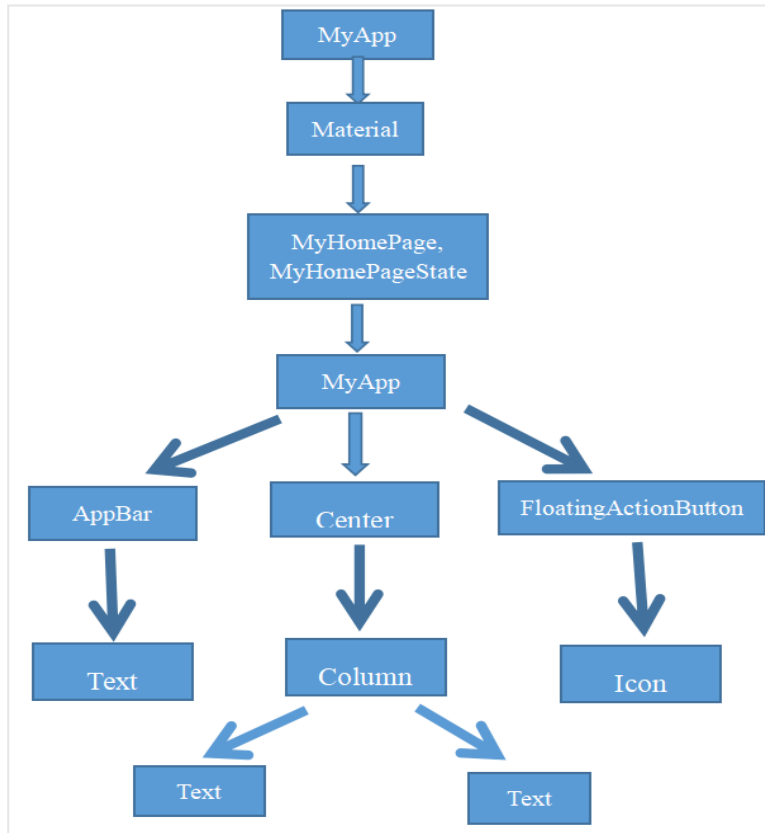 MyApp
Material
MyHomePage,
MyHomePageState
MyApp
AppBar
Center
FloatingActionButton
Text
Column
Icon
Text
Text